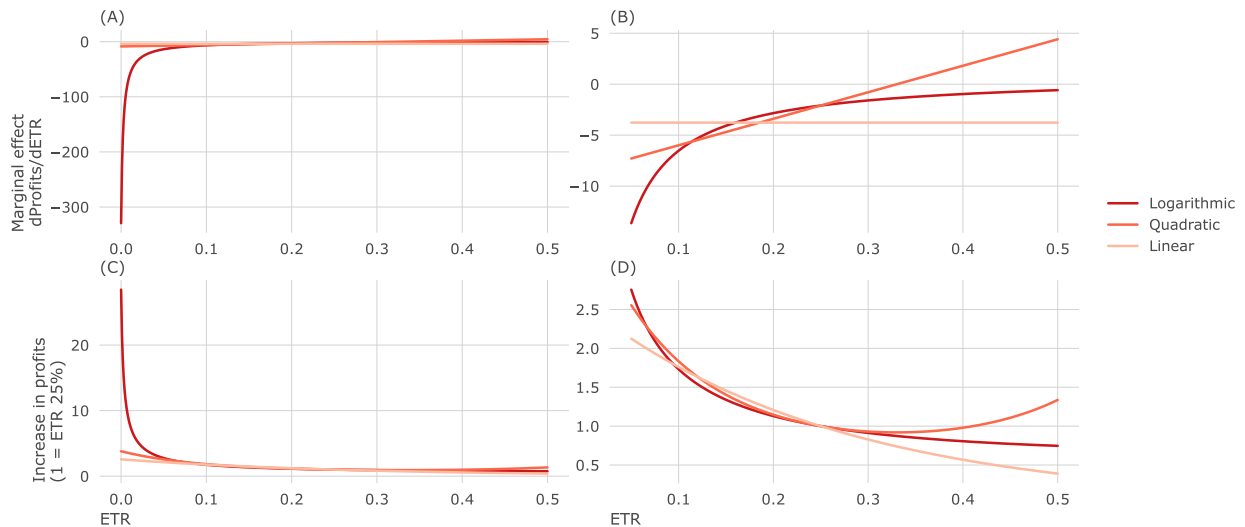 (A)
0
−100
−200
−300
Marginal effect
dProfits/dETR
0.0 0.1 0.2 0.3 0.4 0.5
(B)
5
0
−5
−10
0.1 0.2 0.3 0.4 0.5
Logarithmic
Quadratic
Linear
(C)
20
10
0
Increase in profits
(1 = ETR 25%)
0.0 0.1 0.2 0.3 0.4 0.5
ETR
(D)
2.5
2.0
1.5
1.0
0.5
0.1 0.2 0.3 0.4 0.5
ETR